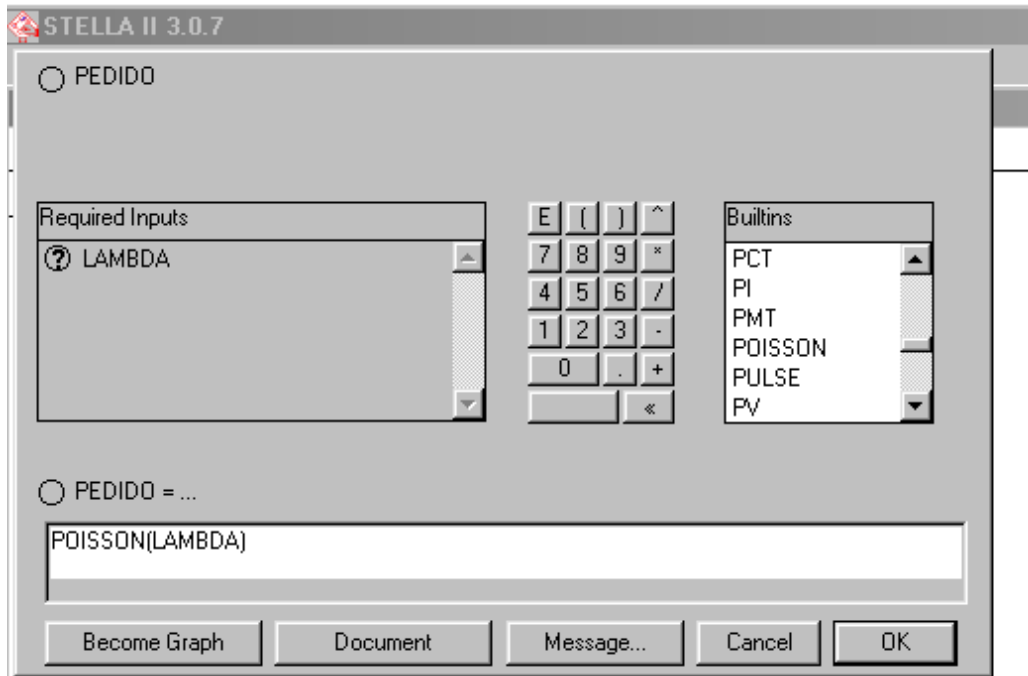 STELLA II 3.0.7
PEDIDO
Required Inputs
? LAMBDA
E ( ) ^
7 8 9 *
4 5 6 /
1 2 3 -
0 . +
«
Builtins
PCT
PI
PMT
POISSON
PULSE
PV
PEDIDO = ...
POISSON(LAMBDA)
Become Graph
Document
Message...
Cancel
OK